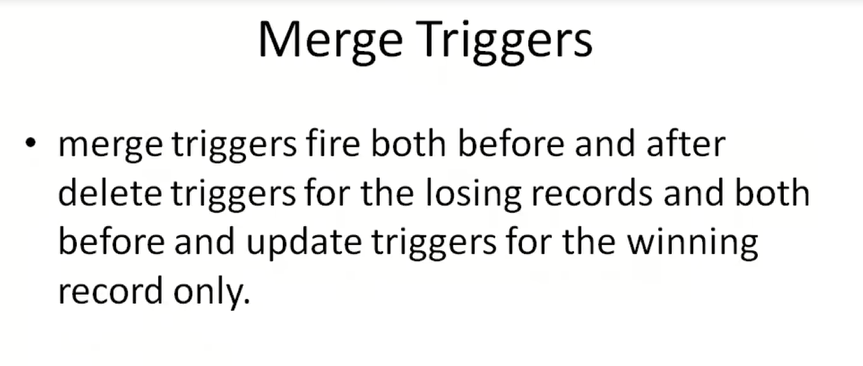 Merge Triggers
• merge triggers fire both before and after
delete triggers for the losing records and both
before and update triggers for the winning
record only.